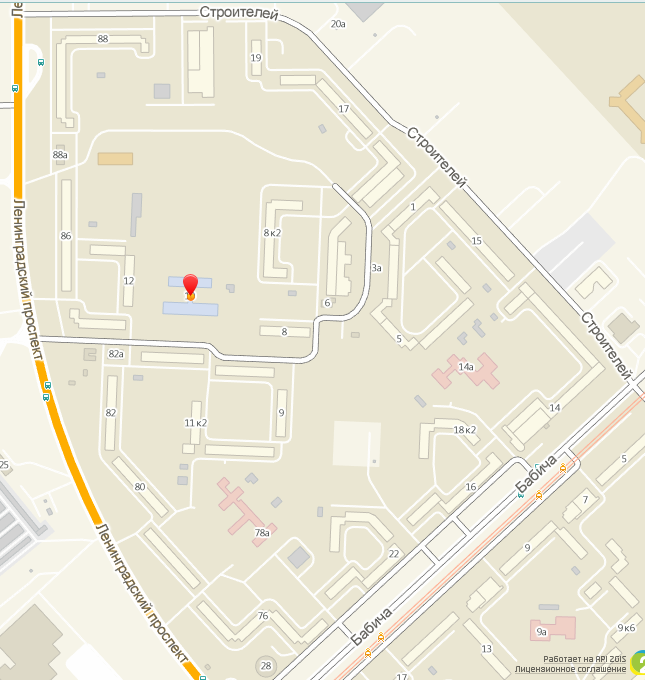 Строителей
Ле
88
20а
19
17
Строителей
88а
1
86
8 к2
15
3а
12
6
Ленинградский проспект
8
5
Строителей
82а
14а
82
11 к2
9
14
18 к2
25
80
16
Бабича
5
7
78а
9
22
Ленинградский проспект
76
Бабича
9 к6
9а
13
28
17
Работает на API 2GIS
Лицензионное соглашение